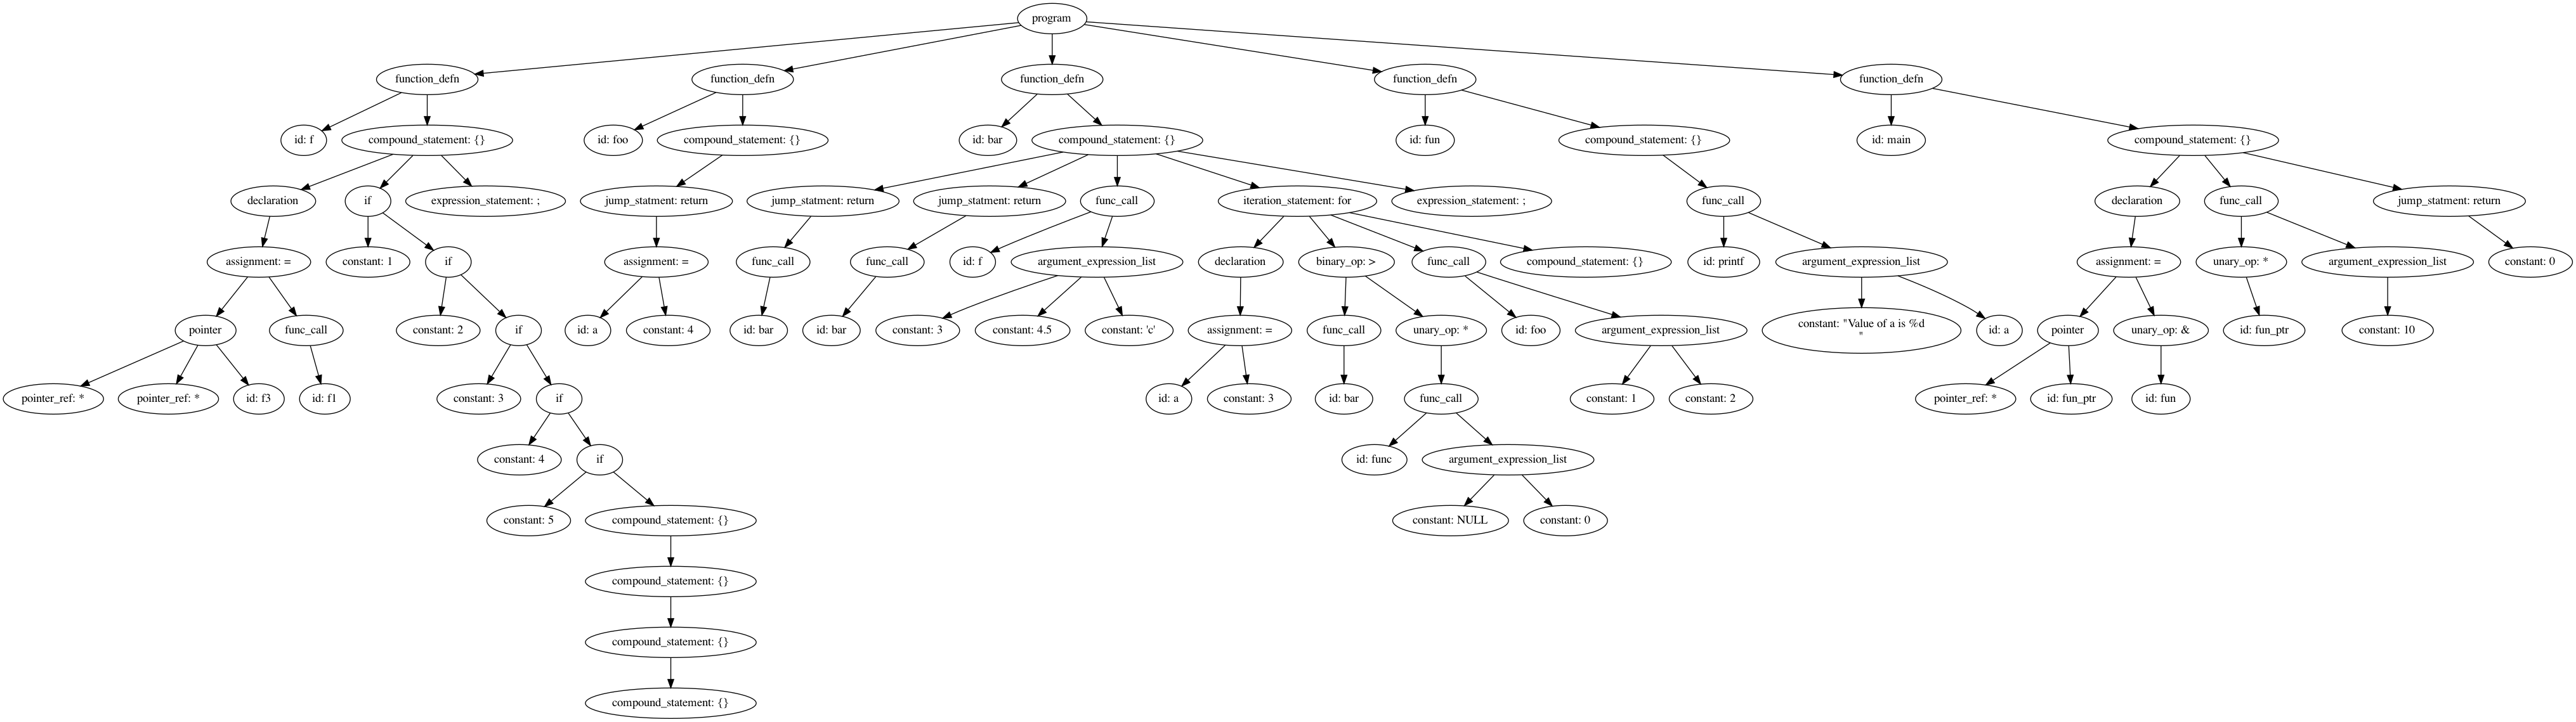 program
function_defn
function_defn
function_defn
function_defn
function_defn
id: f
compound_statement: {}
id: foo
compound_statement: {}
id: bar
compound_statement: {}
id: fun
compound_statement: {}
id: main
compound_statement: {}
declaration
if
expression_statement: ;
jump_statment: return
jump_statment: return
jump_statment: return
func_call
iteration_statement: for
expression_statement: ;
func_call
declaration
func_call
jump_statment: return
assignment: =
constant: 1
if
assignment: =
func_call
func_call
id: f
argument_expression_list
declaration
binary_op: >
func_call
compound_statement: {}
id: printf
argument_expression_list
assignment: =
unary_op: *
argument_expression_list
constant: 0
pointer
func_call
constant: 2
if
id: a
constant: 4
id: bar
id: bar
constant: 3
constant: 4.5
constant: 'c'
assignment: =
func_call
unary_op: *
id: foo
argument_expression_list
constant: "Value of a is %d
"
id: a
pointer
unary_op: &
id: fun_ptr
constant: 10
pointer_ref: *
pointer_ref: *
id: f3
id: f1
constant: 3
if
id: a
constant: 3
id: bar
func_call
constant: 1
constant: 2
pointer_ref: *
id: fun_ptr
id: fun
constant: 4
if
id: func
argument_expression_list
constant: 5
compound_statement: {}
constant: NULL
constant: 0
compound_statement: {}
compound_statement: {}
compound_statement: {}